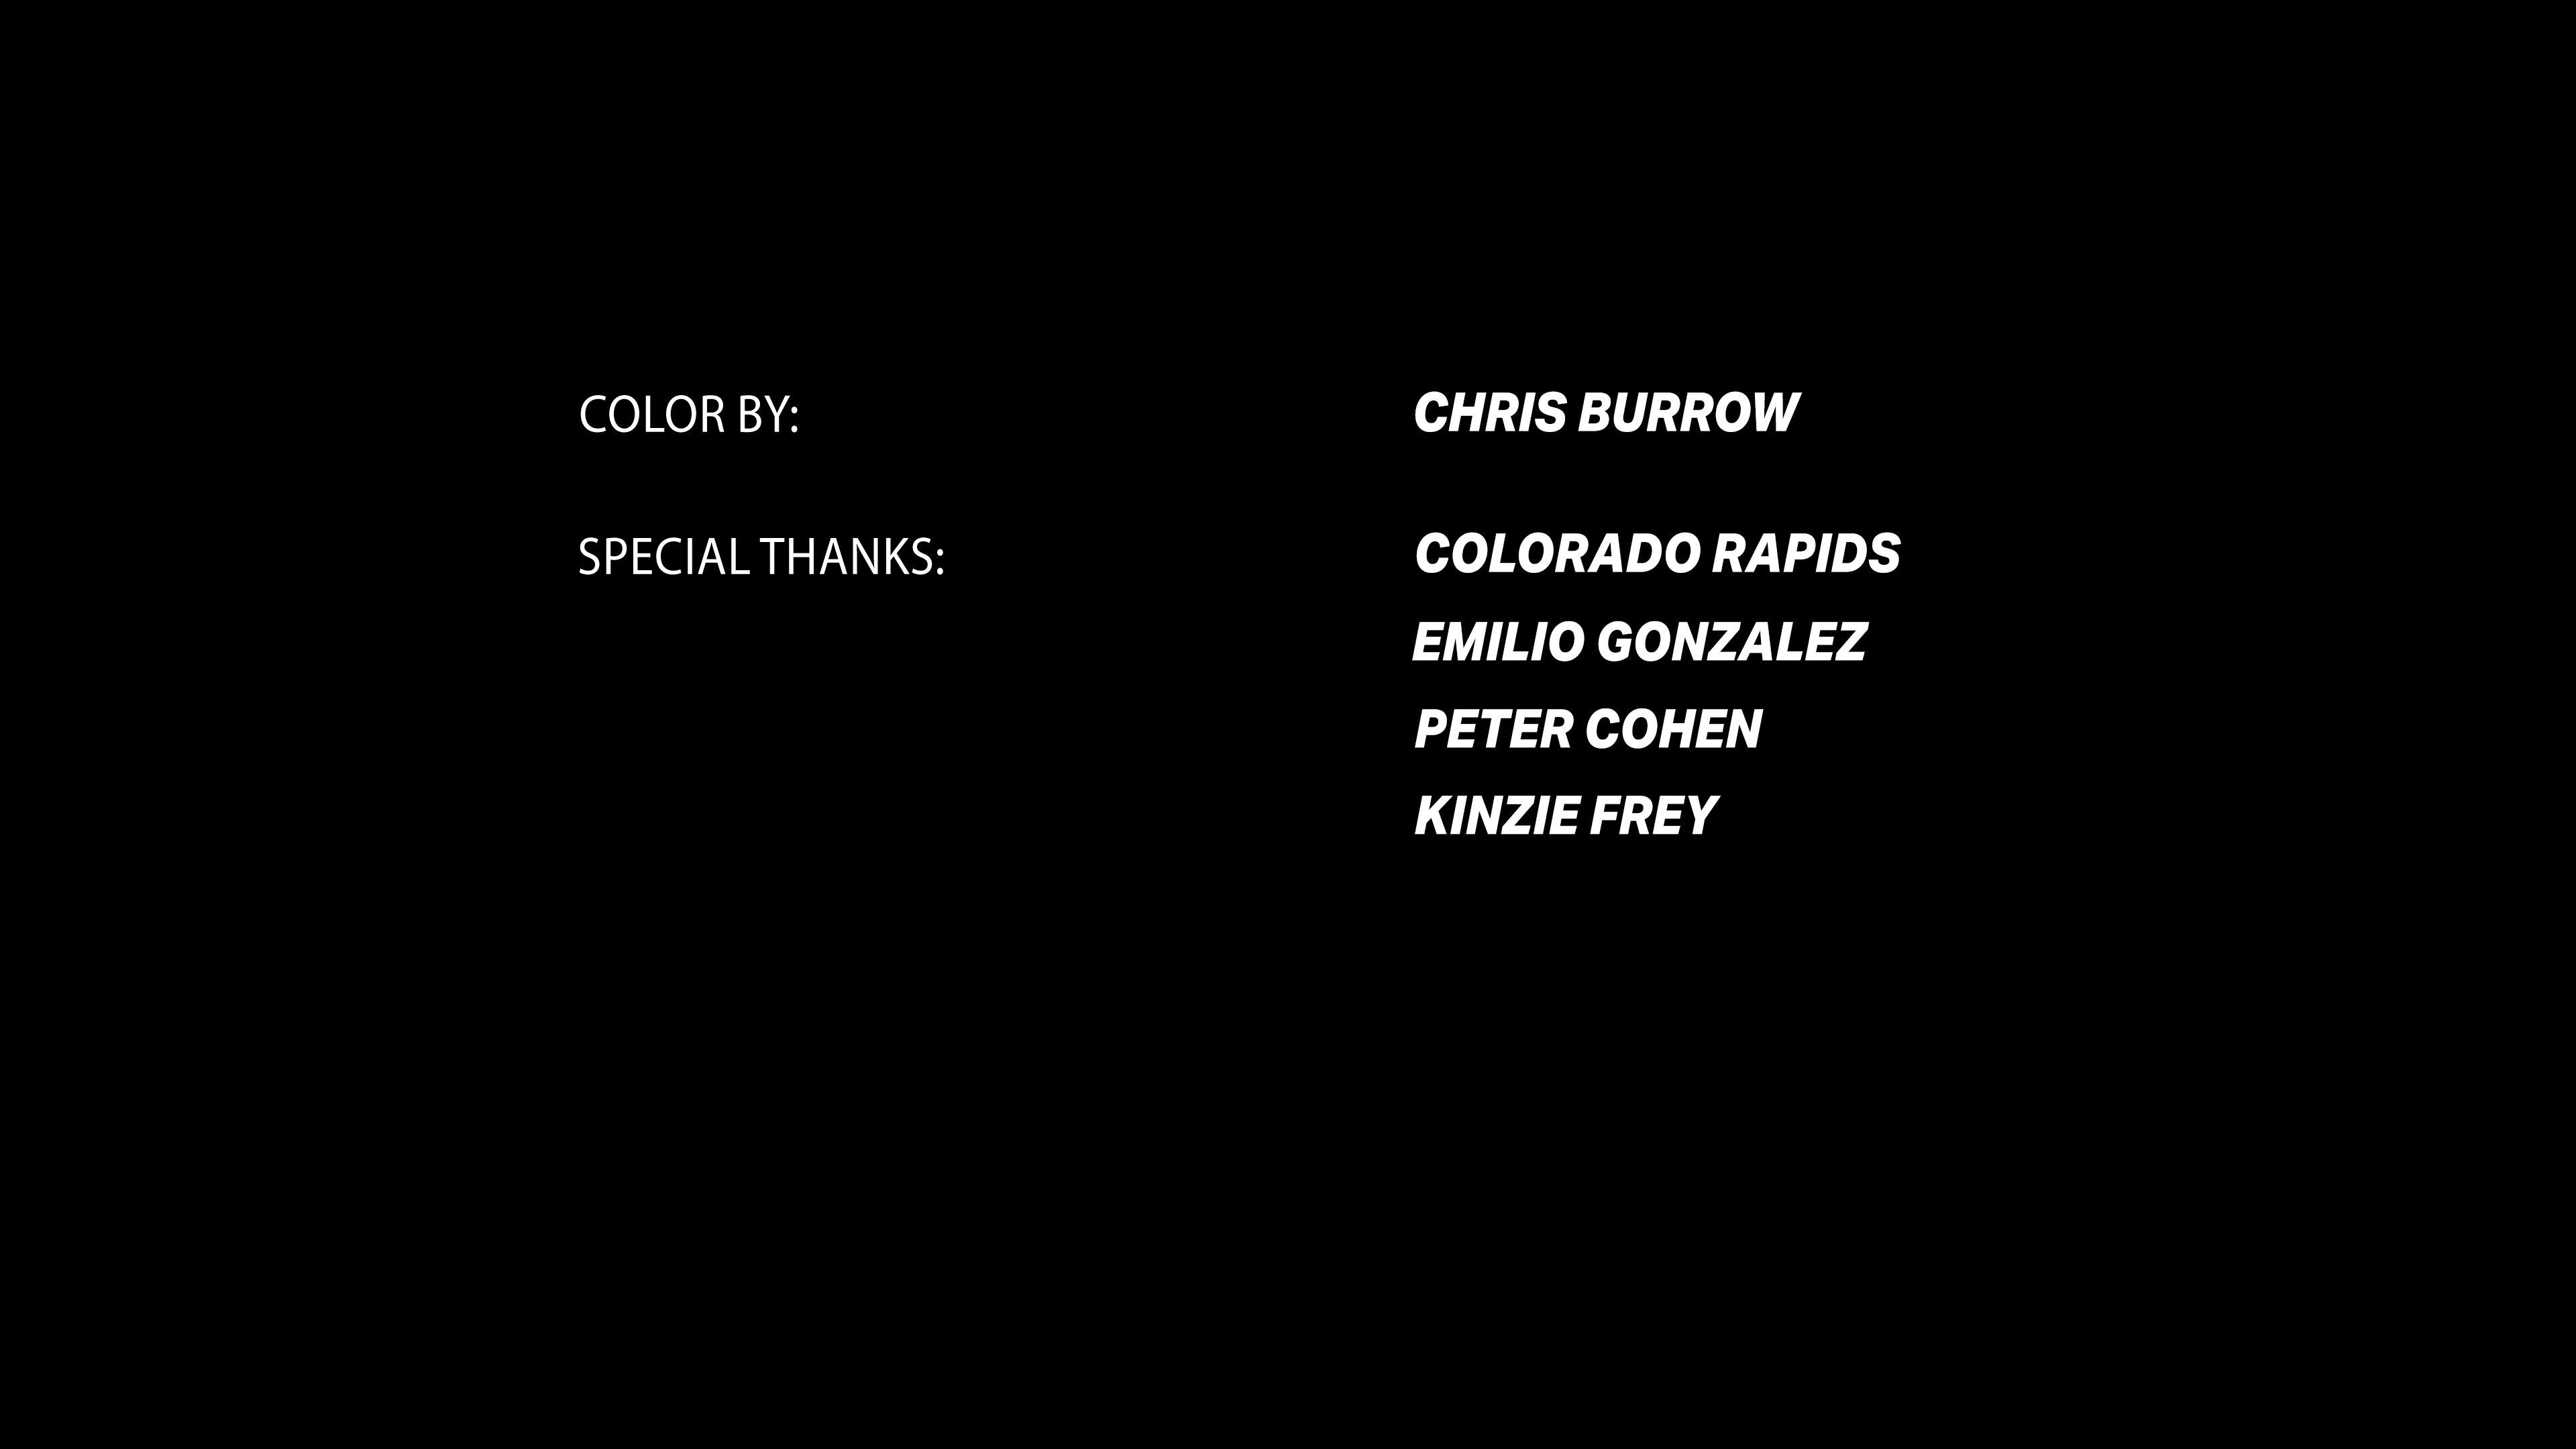 COLOR BY: CHRIS BURROW
SPECIAL THANKS: COLORADO RAPIDS
EMILIO GONZALEZ
PETER COHEN
KINZIE FREY